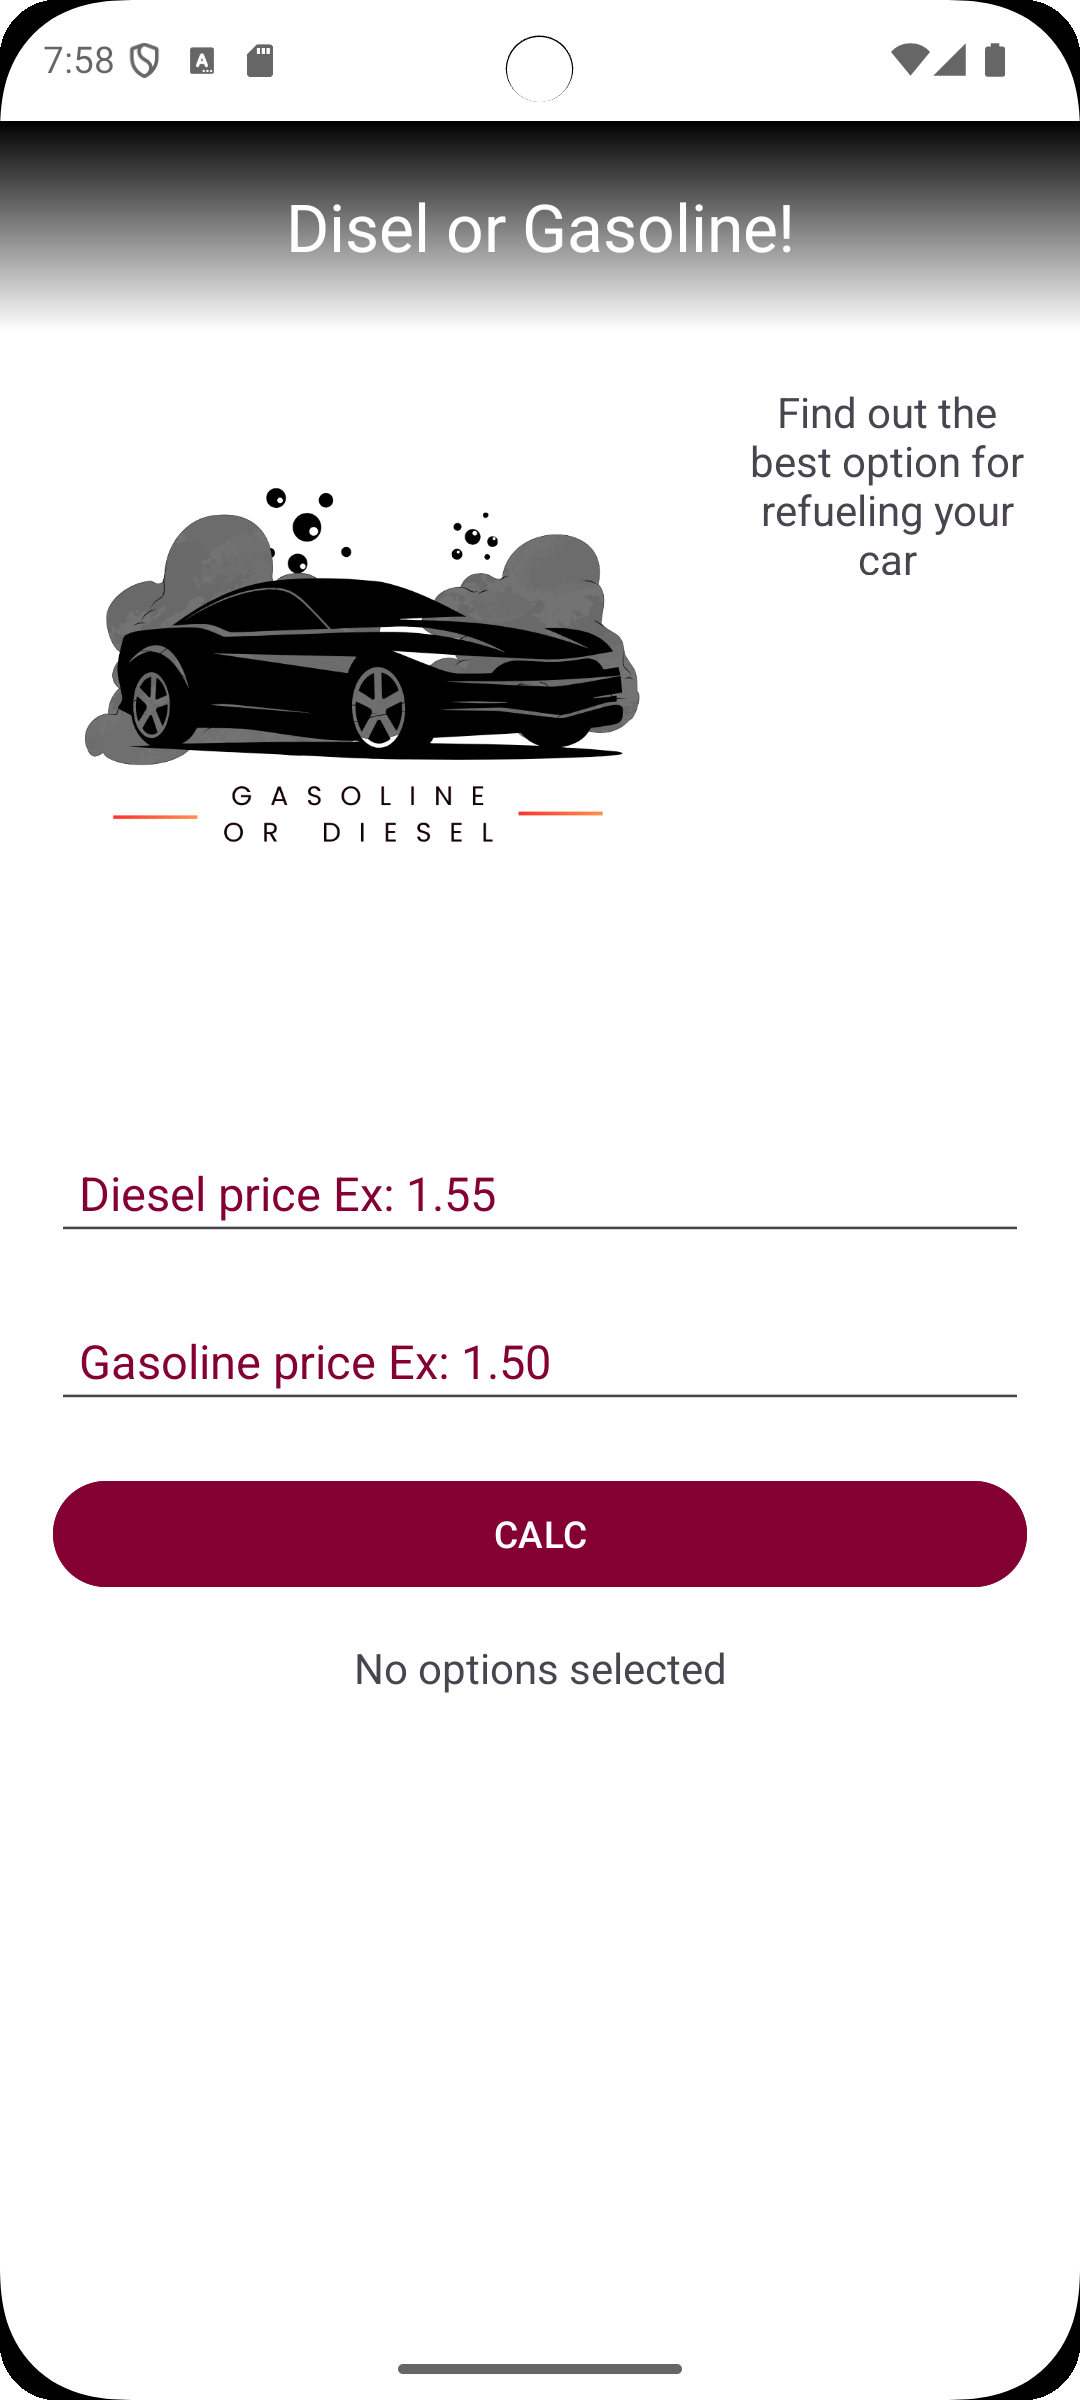 7:58
Disel or Gasoline!
Find out the
best option for
refueling your
car
GASOLINE
OR DIESEL
Diesel price Ex: 1.55
Gasoline price Ex: 1.50
CALC
No options selected